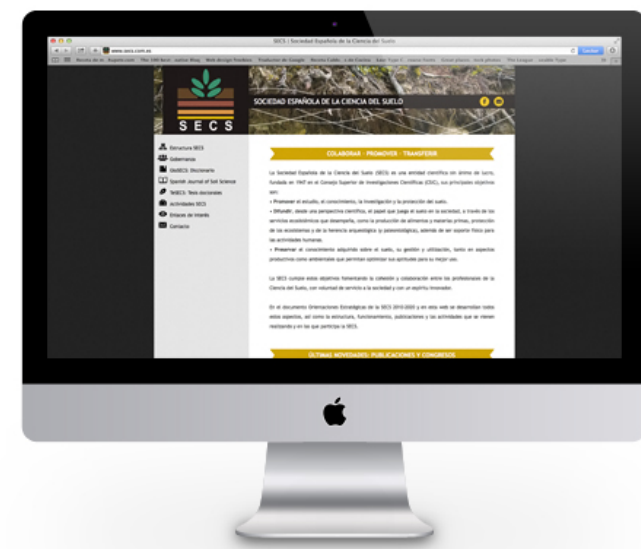 SECS | Sociedad Española de la Ciencia del Suelo
www.secs.com.es
SECS
SOCIEDAD ESPAÑOLA DE LA CIENCIA DEL SUELO
Estructura SECS
Gobernanza
GloSECS: Diccionario
Spanish Journal of Soil Science
TeSECS: Tesis doctorales
Actividades SECS
Enlaces de interés
Contacto
COLABORAR · PROMOVER · TRANSFERIR
La Sociedad Española de la Ciencia del Suelo (SECS) es una entidad científica sin ánimo de lucro,
fundada en 1947 en el Consejo Superior de Investigaciones Científicas (CSIC), sus principales objetivos
son:
• Promover el estudio, el conocimiento, la investigación y la protección del suelo.
• Difundir, desde una perspectiva científica, el papel que juega el suelo en la sociedad, a través de los
servicios ecosistémicos que desempeña, como la producción de alimentos y materias primas, protección
de los ecosistemas y de la herencia arqueológica (y paleontológica), además de ser soporte físico para
las actividades humanas.
• Preservar el conocimiento adquirido sobre el suelo, su gestión y utilización, tanto en aspectos
productivos como ambientales que permitan optimizar sus aptitudes para su mejor uso.
La SECS cumple estos objetivos fomentando la cohesión y colaboración entre los profesionales de la
Ciencia del Suelo, con voluntad de servicio a la sociedad y con un espíritu innovador.
En el documento Orientaciones Estratégicas de la SECS 2010-2020 y en esta web se desarrollan todos
estos aspectos, así como la estructura, funcionamiento, publicaciones y las actividades que se vienen
realizando y en las que participa la SECS.
ÚLTIMAS NOVEDADES: PUBLICACIONES Y CONGRESOS